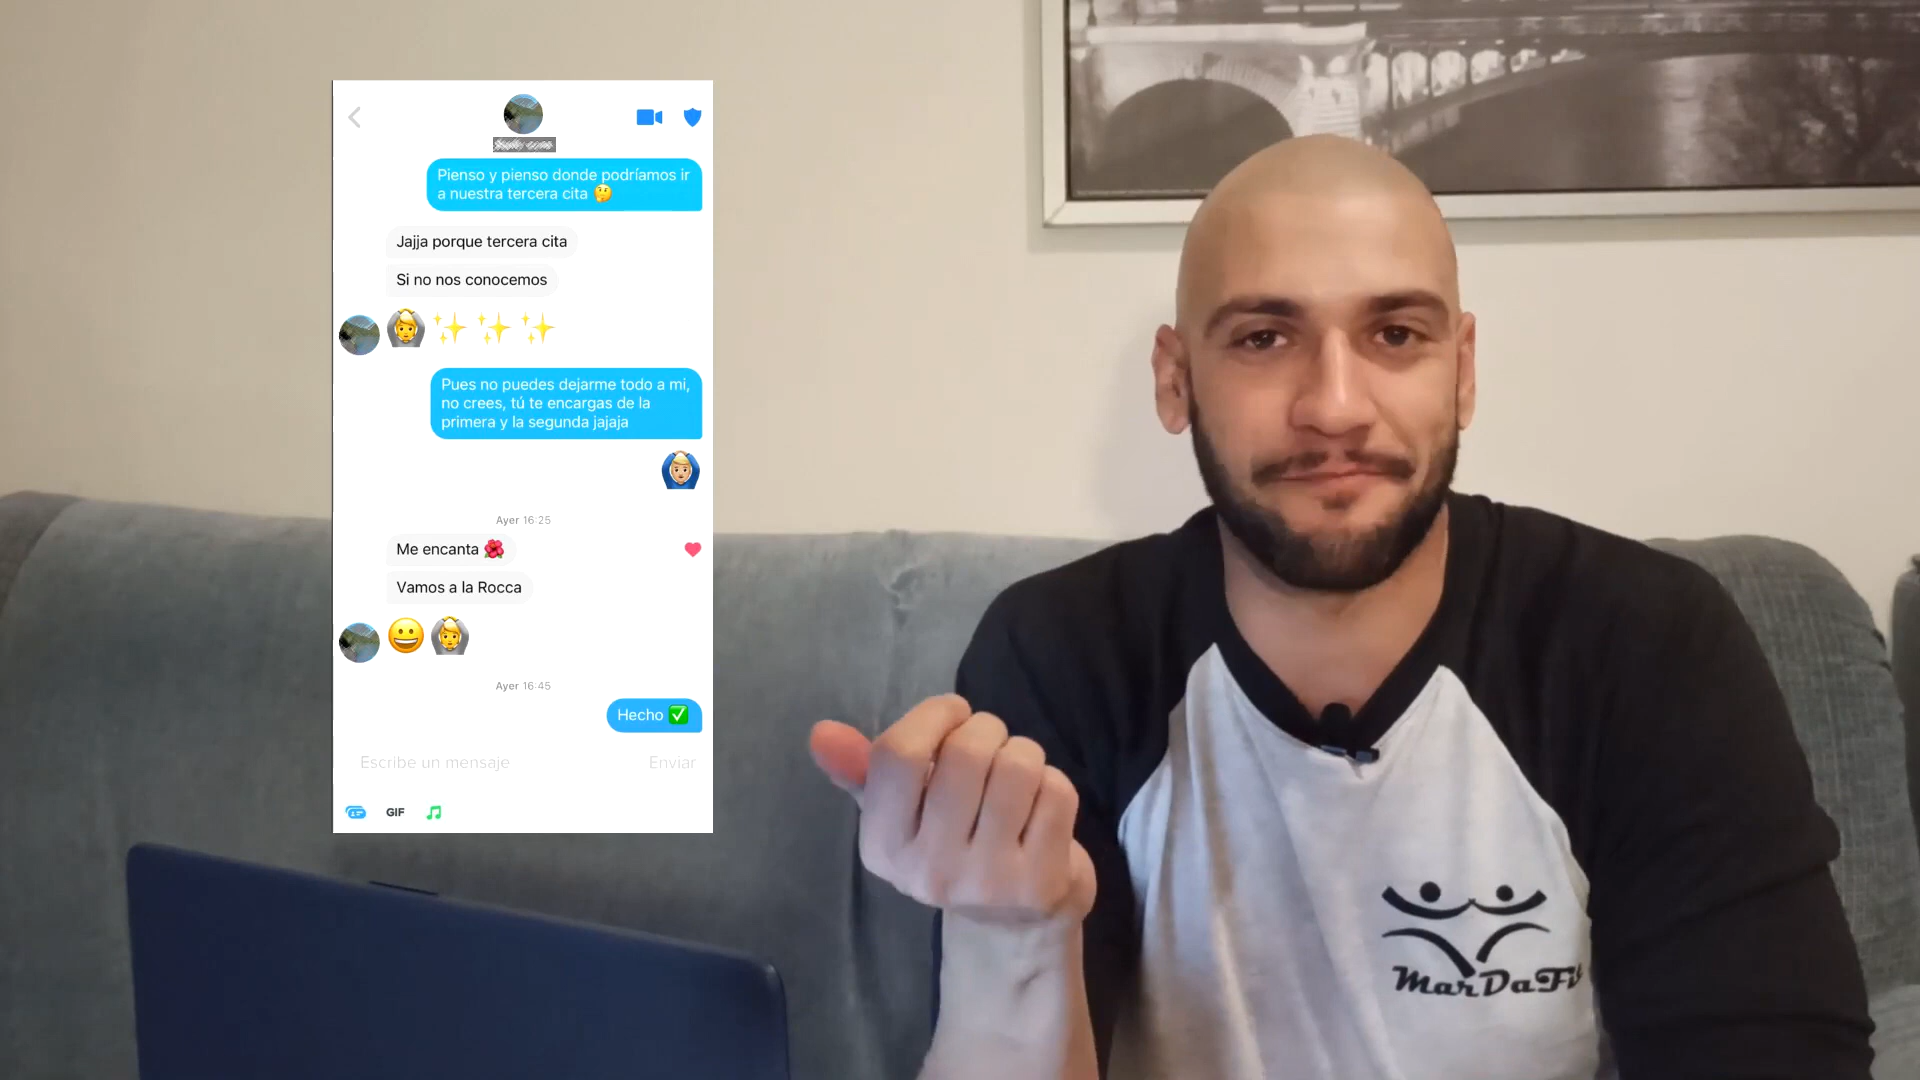 Pienso y pienso donde podríamos ir
a nuestra tercera cita 🤔
Jajja porque tercera cita
Si no nos conocemos
🙆✨✨✨
Pues no puedes dejarme todo a mi,
no crees, tú te encargas de la
primera y la segunda jajaja
🙆🏼‍♂️
Ayer 16:25
Me encanta 🌺
Vamos a la Rocca
😀🙆
Ayer 16:45
Hecho ✅
Escribe un mensaje Enviar
GIF